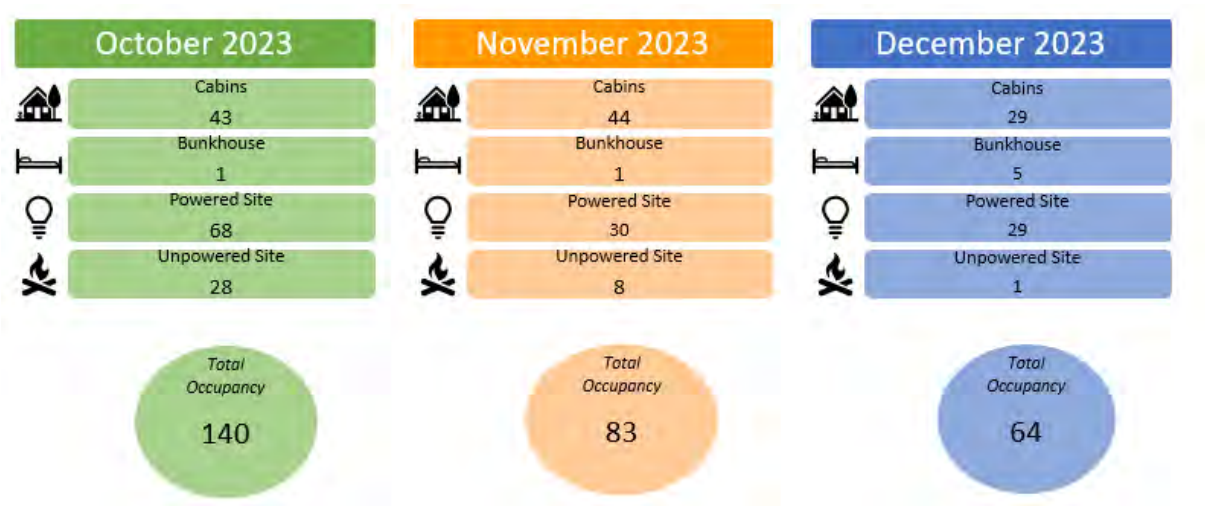 October 2023
Cabins
43
Bunkhouse
1
Powered Site
68
Unpowered Site
28
Total
Occupancy
140
November 2023
Cabins
44
Bunkhouse
1
Powered Site
30
Unpowered Site
8
Total
Occupancy
83
December 2023
Cabins
29
Bunkhouse
5
Powered Site
29
Unpowered Site
1
Total
Occupancy
64